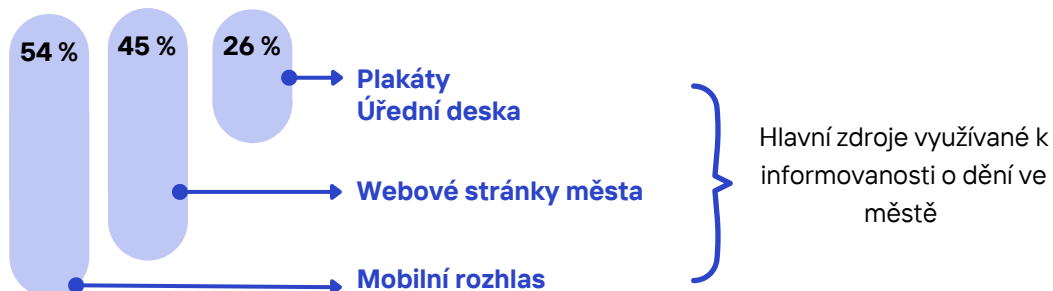 54 %
45 %
26 %
Plakáty
Úřední deska
Webové stránky města
Mobilní rozhlas
Hlavní zdroje využívané k
informovanosti o dění ve
městě